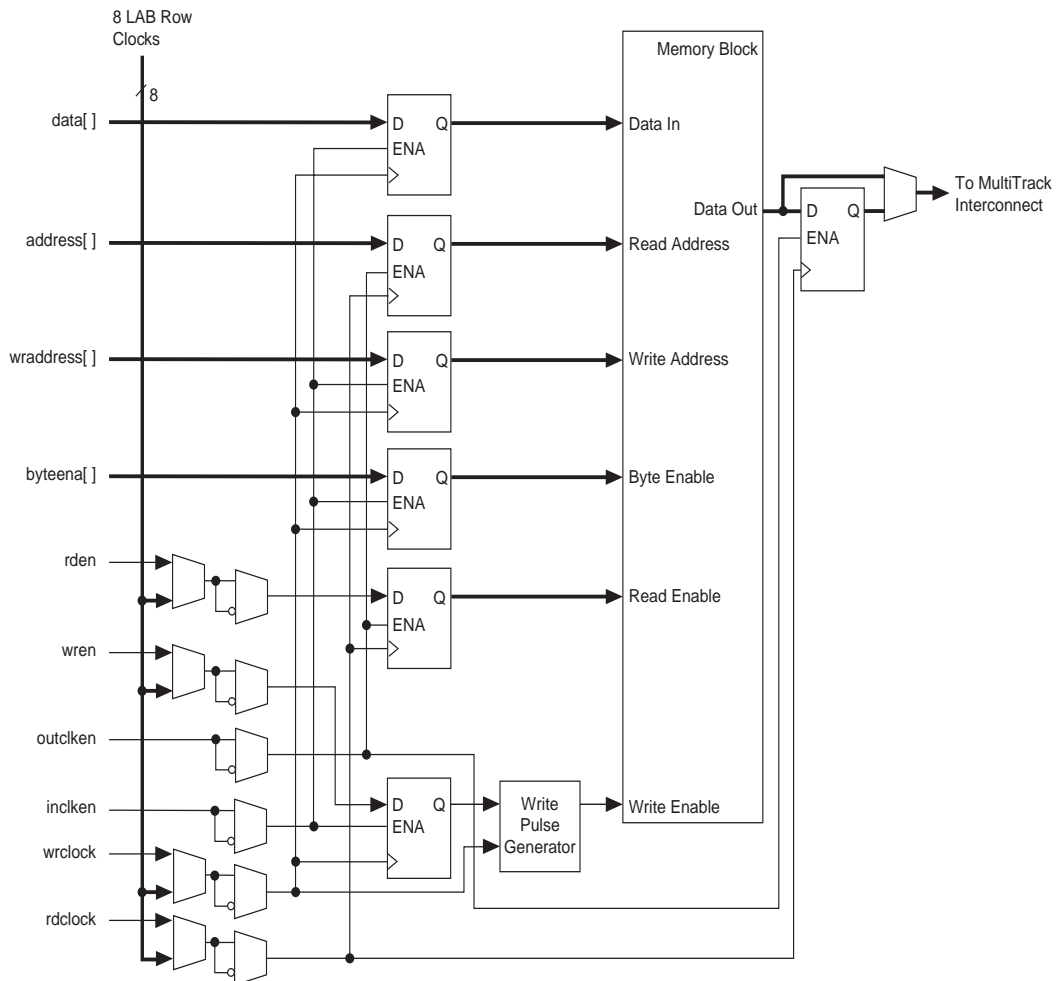 8 LAB Row
Clocks
8
Memory Block
data[ ]
D Q
ENA
Data In
address[ ]
D Q
ENA
Read Address
Data Out
D Q
ENA
To MultiTrack
Interconnect
wraddress[ ]
D Q
ENA
Write Address
byteena[ ]
D Q
ENA
Byte Enable
rden
D Q
ENA
Read Enable
wren
outclken
inclken
D Q
ENA
Write
Pulse
Generator
Write Enable
wrclock
rdclock